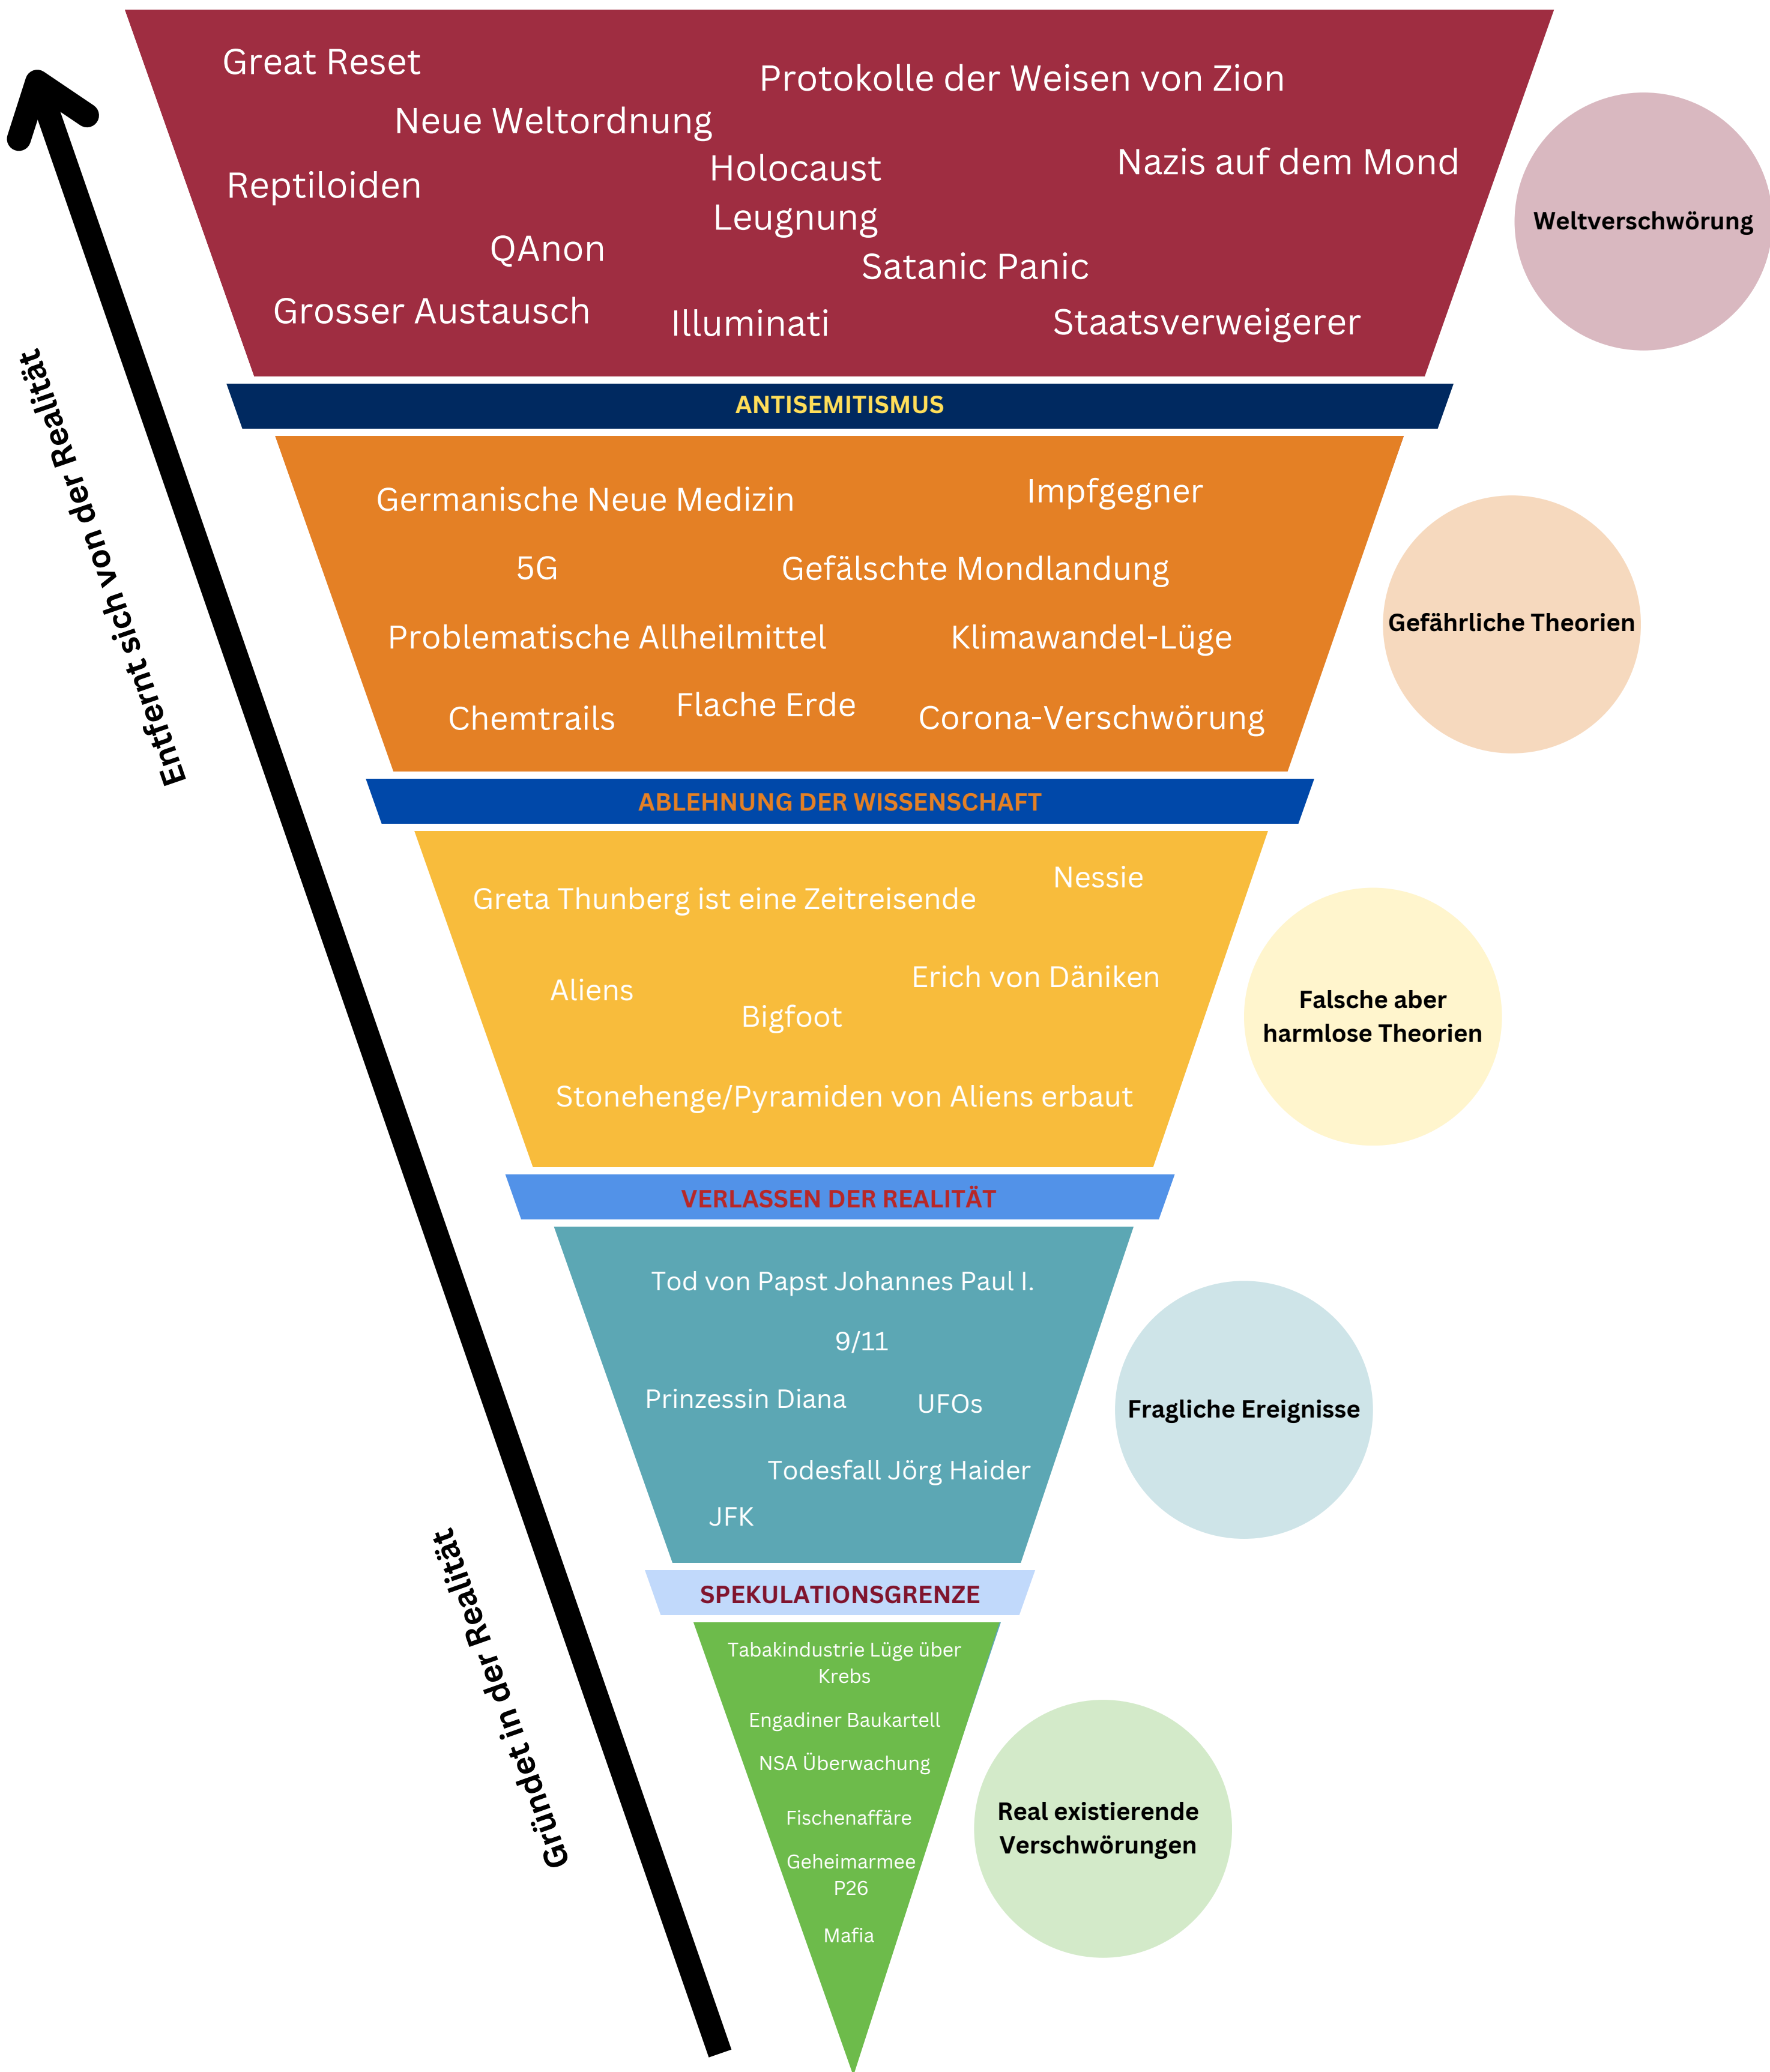 Great Reset
Protokolle der Weisen von Zion
Neue Weltordnung
Holocaust
Leugnung
Nazis auf dem Mond
Reptiloiden
QAnon
Satanic Panic
Grosser Austausch
Illuminati
Staatsverweigerer
Weltverschwörung
ANTISEMITISMUS
Germanische Neue Medizin
Impfgegner
5G
Gefälschte Mondlandung
Problematische Allheilmittel
Klimawandel-Lüge
Chemtrails
Flache Erde
Corona-Verschwörung
Gefährliche Theorien
ABLEHNUNG DER WISSENSCHAFT
Greta Thunberg ist eine Zeitreisende
Nessie
Aliens
Erich von Däniken
Bigfoot
Stonehenge/Pyramiden von Aliens erbaut
Falsche aber
harmlose Theorien
VERLASSEN DER REALITÄT
Tod von Papst Johannes Paul I.
9/11
Prinzessin Diana
UFOs
Todesfall Jörg Haider
JFK
Fragliche Ereignisse
SPEKULATIONSGRENZE
Tabakindustrie Lüge über
Krebs
Engadiner Baukartell
NSA Überwachung
Fischenaffäre
Geheimarmee
P26
Mafia
Real existierende
Verschwörungen
Entfernt sich von der Realität
Gründet in der Realität